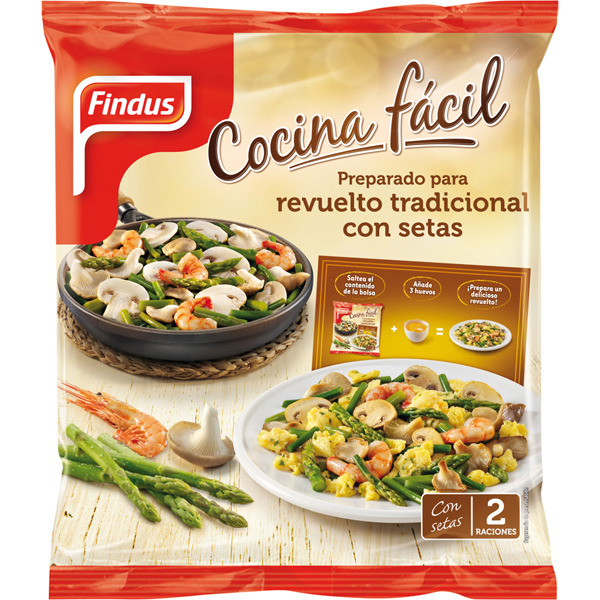 Findus
Cocina fácil
Preparado para
revuelto tradicional
con setas
Saltea el
contenido
de la bolsa
Añade
3 huevos
¡Prepara un
delicioso
revuelto!
+
=
Con
setas
2
RACIONES